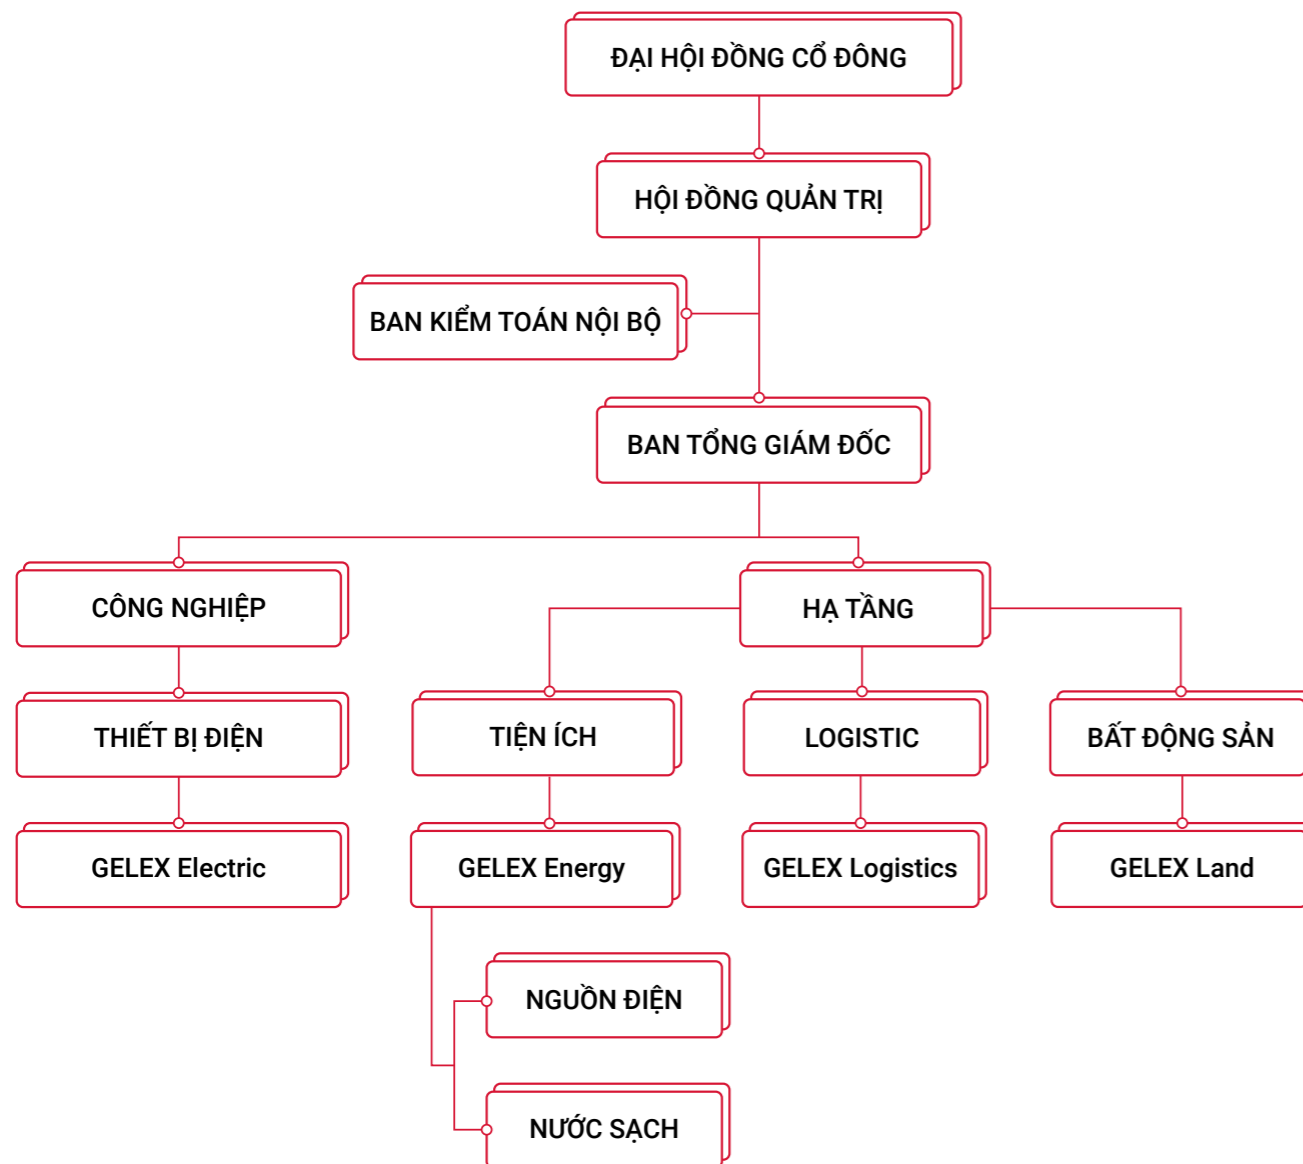 ĐẠI HỘI ĐỒNG CỔ ĐÔNG
HỘI ĐỒNG QUẢN TRỊ
BAN KIỂM TOÁN NỘI BỘ
BAN TỔNG GIÁM ĐỐC
CÔNG NGHIỆP
HẠ TẦNG
THIẾT BỊ ĐIỆN
TIỆN ÍCH
LOGISTIC
BẤT ĐỘNG SẢN
GELEX Electric
GELEX Energy
GELEX Logistics
GELEX Land
NGUỒN ĐIỆN
NƯỚC SẠCH